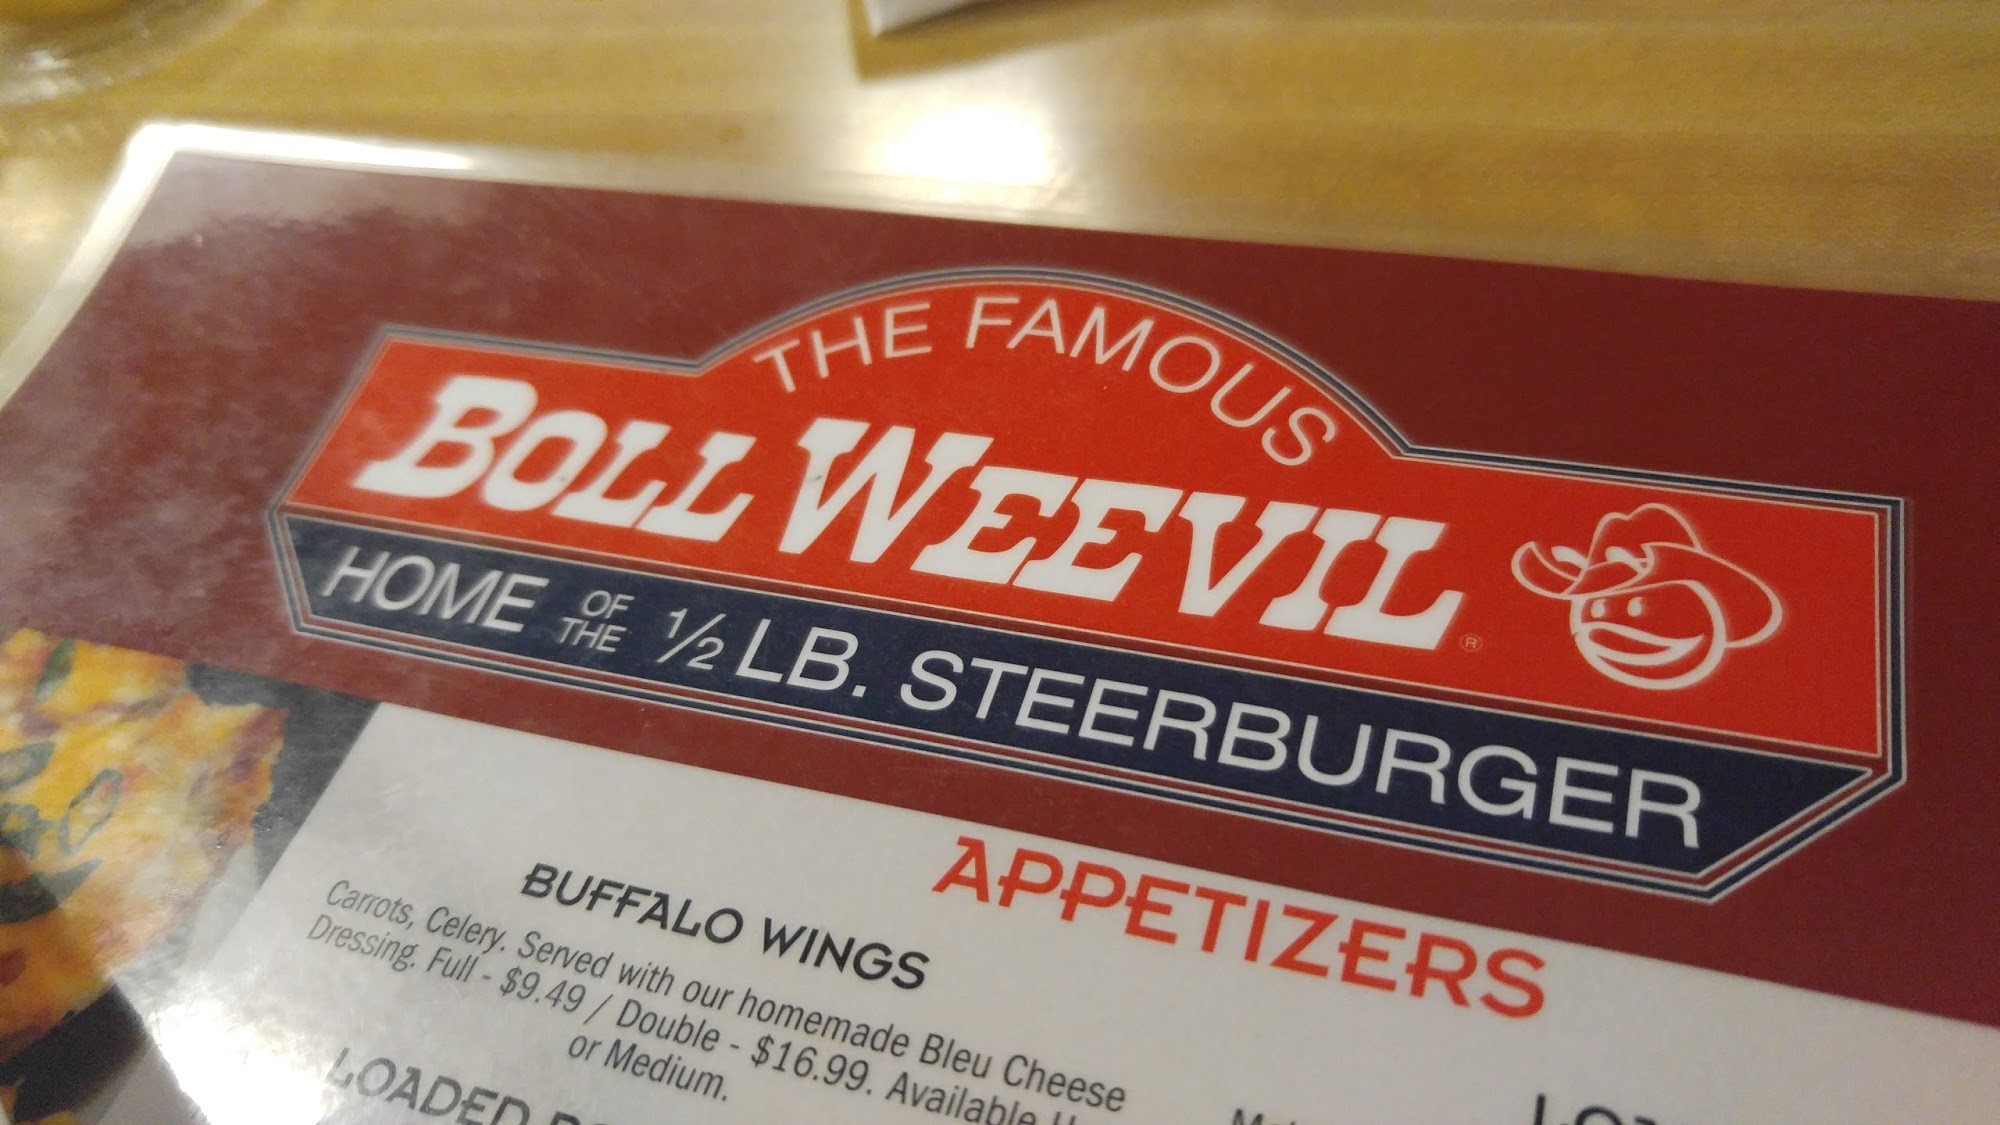 THE FAMOUS
BOLL WEEVIL ®
HOME OF THE ½ LB. STEERBURGER
APPETIZERS
BUFFALO WINGS
Carrots, Celery. Served with our homemade Bleu Cheese
Dressing. Full - $9.49 / Double - $16.99. Available
or Medium.
LOADED